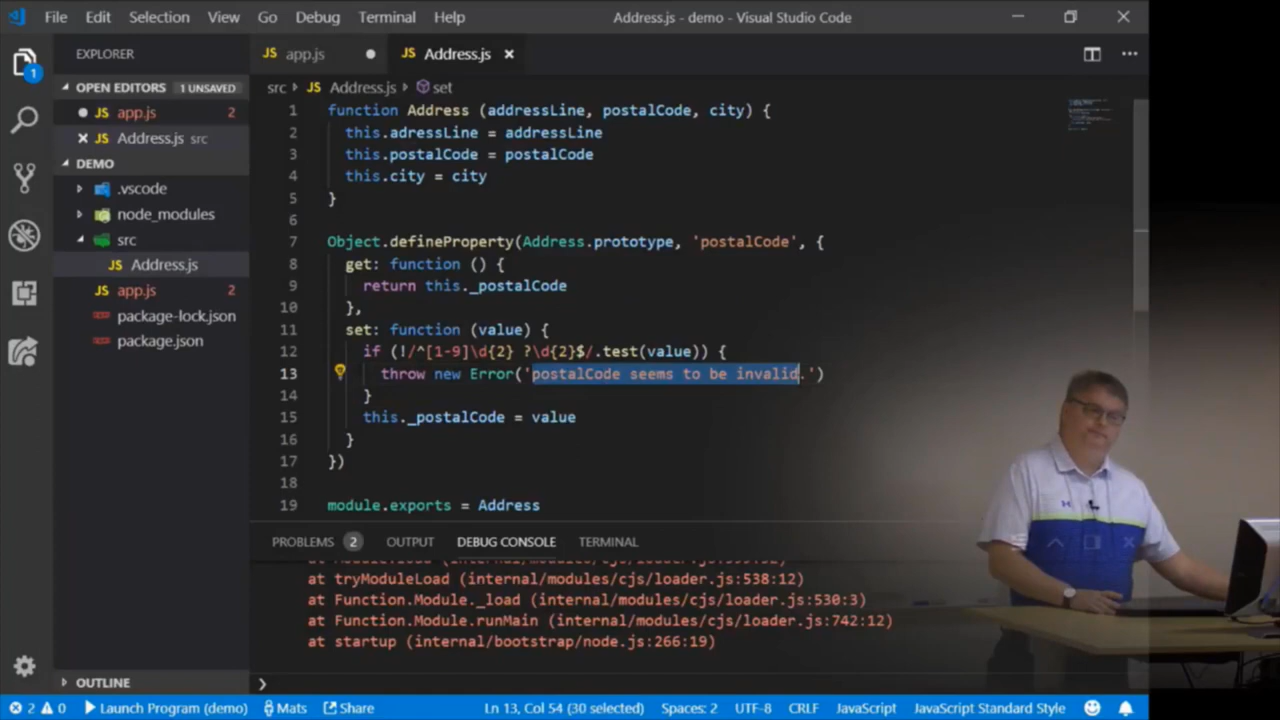 File Edit Selection View Go Debug Terminal Help Address.js - demo - Visual Studio Code
EXPLORER
JS app.js JS Address.js
1
OPEN EDITORS 1 UNSAVED
src JS Address.js set
app.js 2
Address.js src
DEMO
.vscode
node_modules
src
JS Address.js
JS app.js 2
package-lock.json
package.json
OUTLINE
1 function Address (addressLine, postalCode, city) {
2 this.adressLine = addressLine
3 this.postalCode = postalCode
4 this.city = city
5 }
6
7 Object.defineProperty(Address.prototype, 'postalCode', {
8 get: function () {
9 return this._postalCode
10 },
11 set: function (value) {
12 if (!/^[1-9]\d{2} ?\d{2}$/.test(value)) {
13 throw new Error('postalCode seems to be invalid.')
14 }
15 this._postalCode = value
16 }
17 })
18
19 module.exports = Address
PROBLEMS 2 OUTPUT DEBUG CONSOLE TERMINAL
at tryModuleLoad (internal/modules/cjs/loader.js:538:12)
at Function.Module._load (internal/modules/cjs/loader.js:530:3)
at Function.Module.runMain (internal/modules/cjs/loader.js:742:12)
at startup (internal/bootstrap/node.js:266:19)
2 0 Launch Program (demo) Mats Share Ln 13, Col 54 (30 selected) Spaces: 2 UTF-8 CRLF JavaScript JavaScript Standard Style